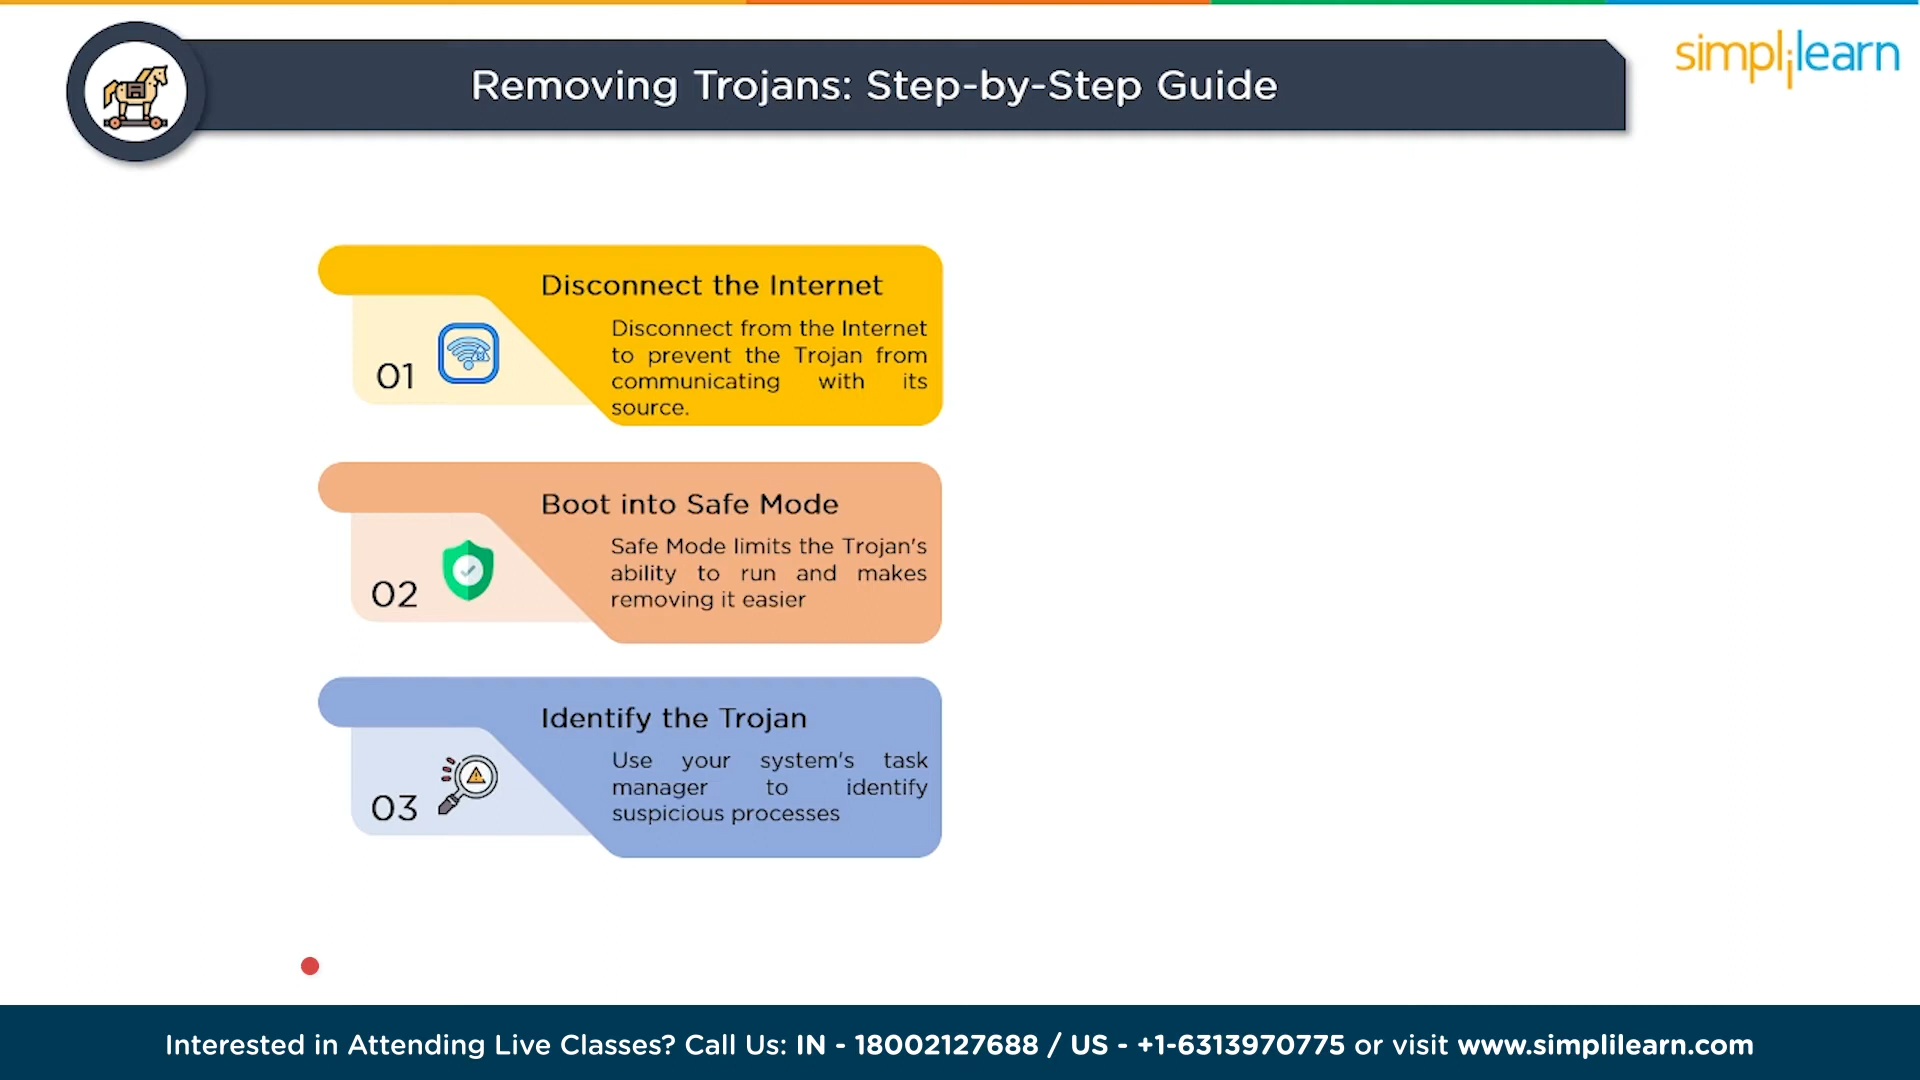 Removing Trojans: Step-by-Step Guide
simplilearn
Disconnect the Internet
Disconnect from the Internet
to prevent the Trojan from
communicating with its
source.
01
Boot into Safe Mode
Safe Mode limits the Trojan's
ability to run and makes
removing it easier
02
Identify the Trojan
Use your system's task
manager to identify
suspicious processes
03
Interested in Attending Live Classes? Call Us: IN - 18002127688 / US - +1-6313970775 or visit www.simplilearn.com